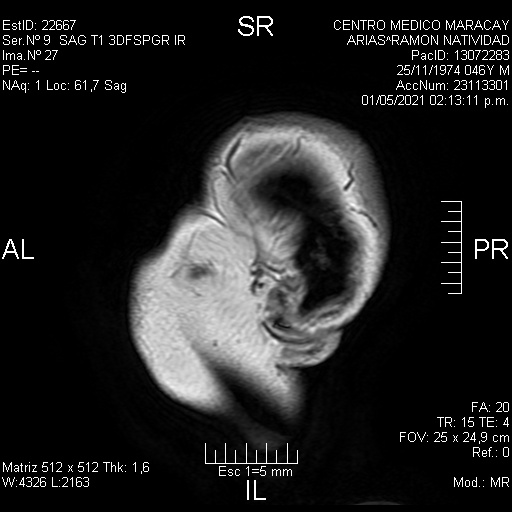 EstID: 22667
Ser.Nº 9 SAG T1 3DFSPGR IR
Ima.Nº 27
PE= --
NAq: 1 Loc: 61,7 Sag
SR
CENTRO MEDICO MARACAY
ARIAS^RAMON NATIVIDAD
PacID: 13072283
25/11/1974 046Y M
AccNum: 23113301
01/05/2021 02:13:11 p.m.
AL
PR
Matriz 512 x 512 Thk: 1,6
W:4326 L:2163
Esc 1=5 mm
IL
FA: 20
TR: 15 TE: 4
FOV: 25 x 24,9 cm
Ref.: 0
Mod.: MR